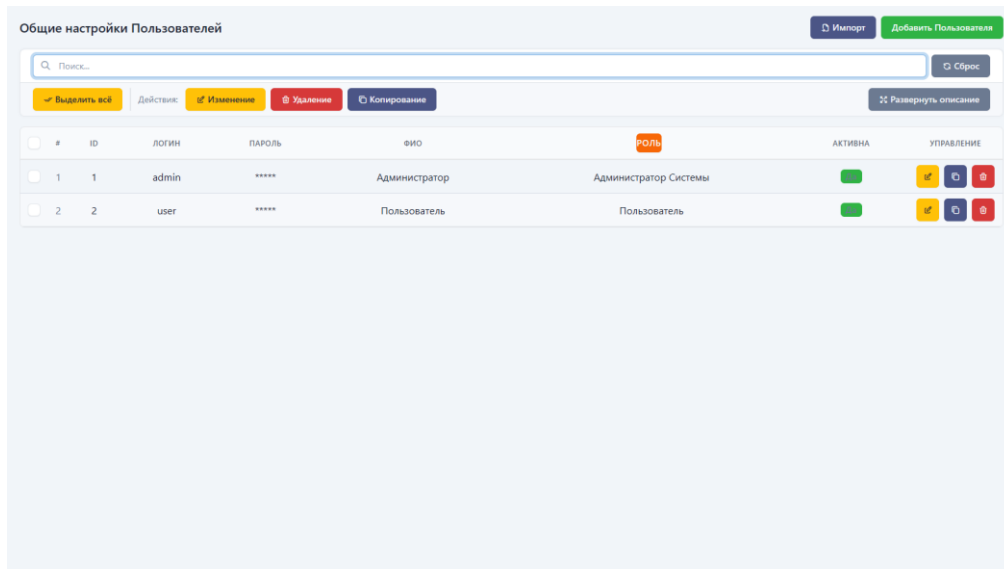 Общие настройки Пользователей Импорт Добавить Пользователя
Поиск... Сброс
Выделить всё Действия: Изменение Удаление Копирование Развернуть описание
# ID ЛОГИН ПАРОЛЬ ФИО РОЛЬ АКТИВНА УПРАВЛЕНИЕ
1 1 admin ***** Администратор Администратор Системы
2 2 user ***** Пользователь Пользователь